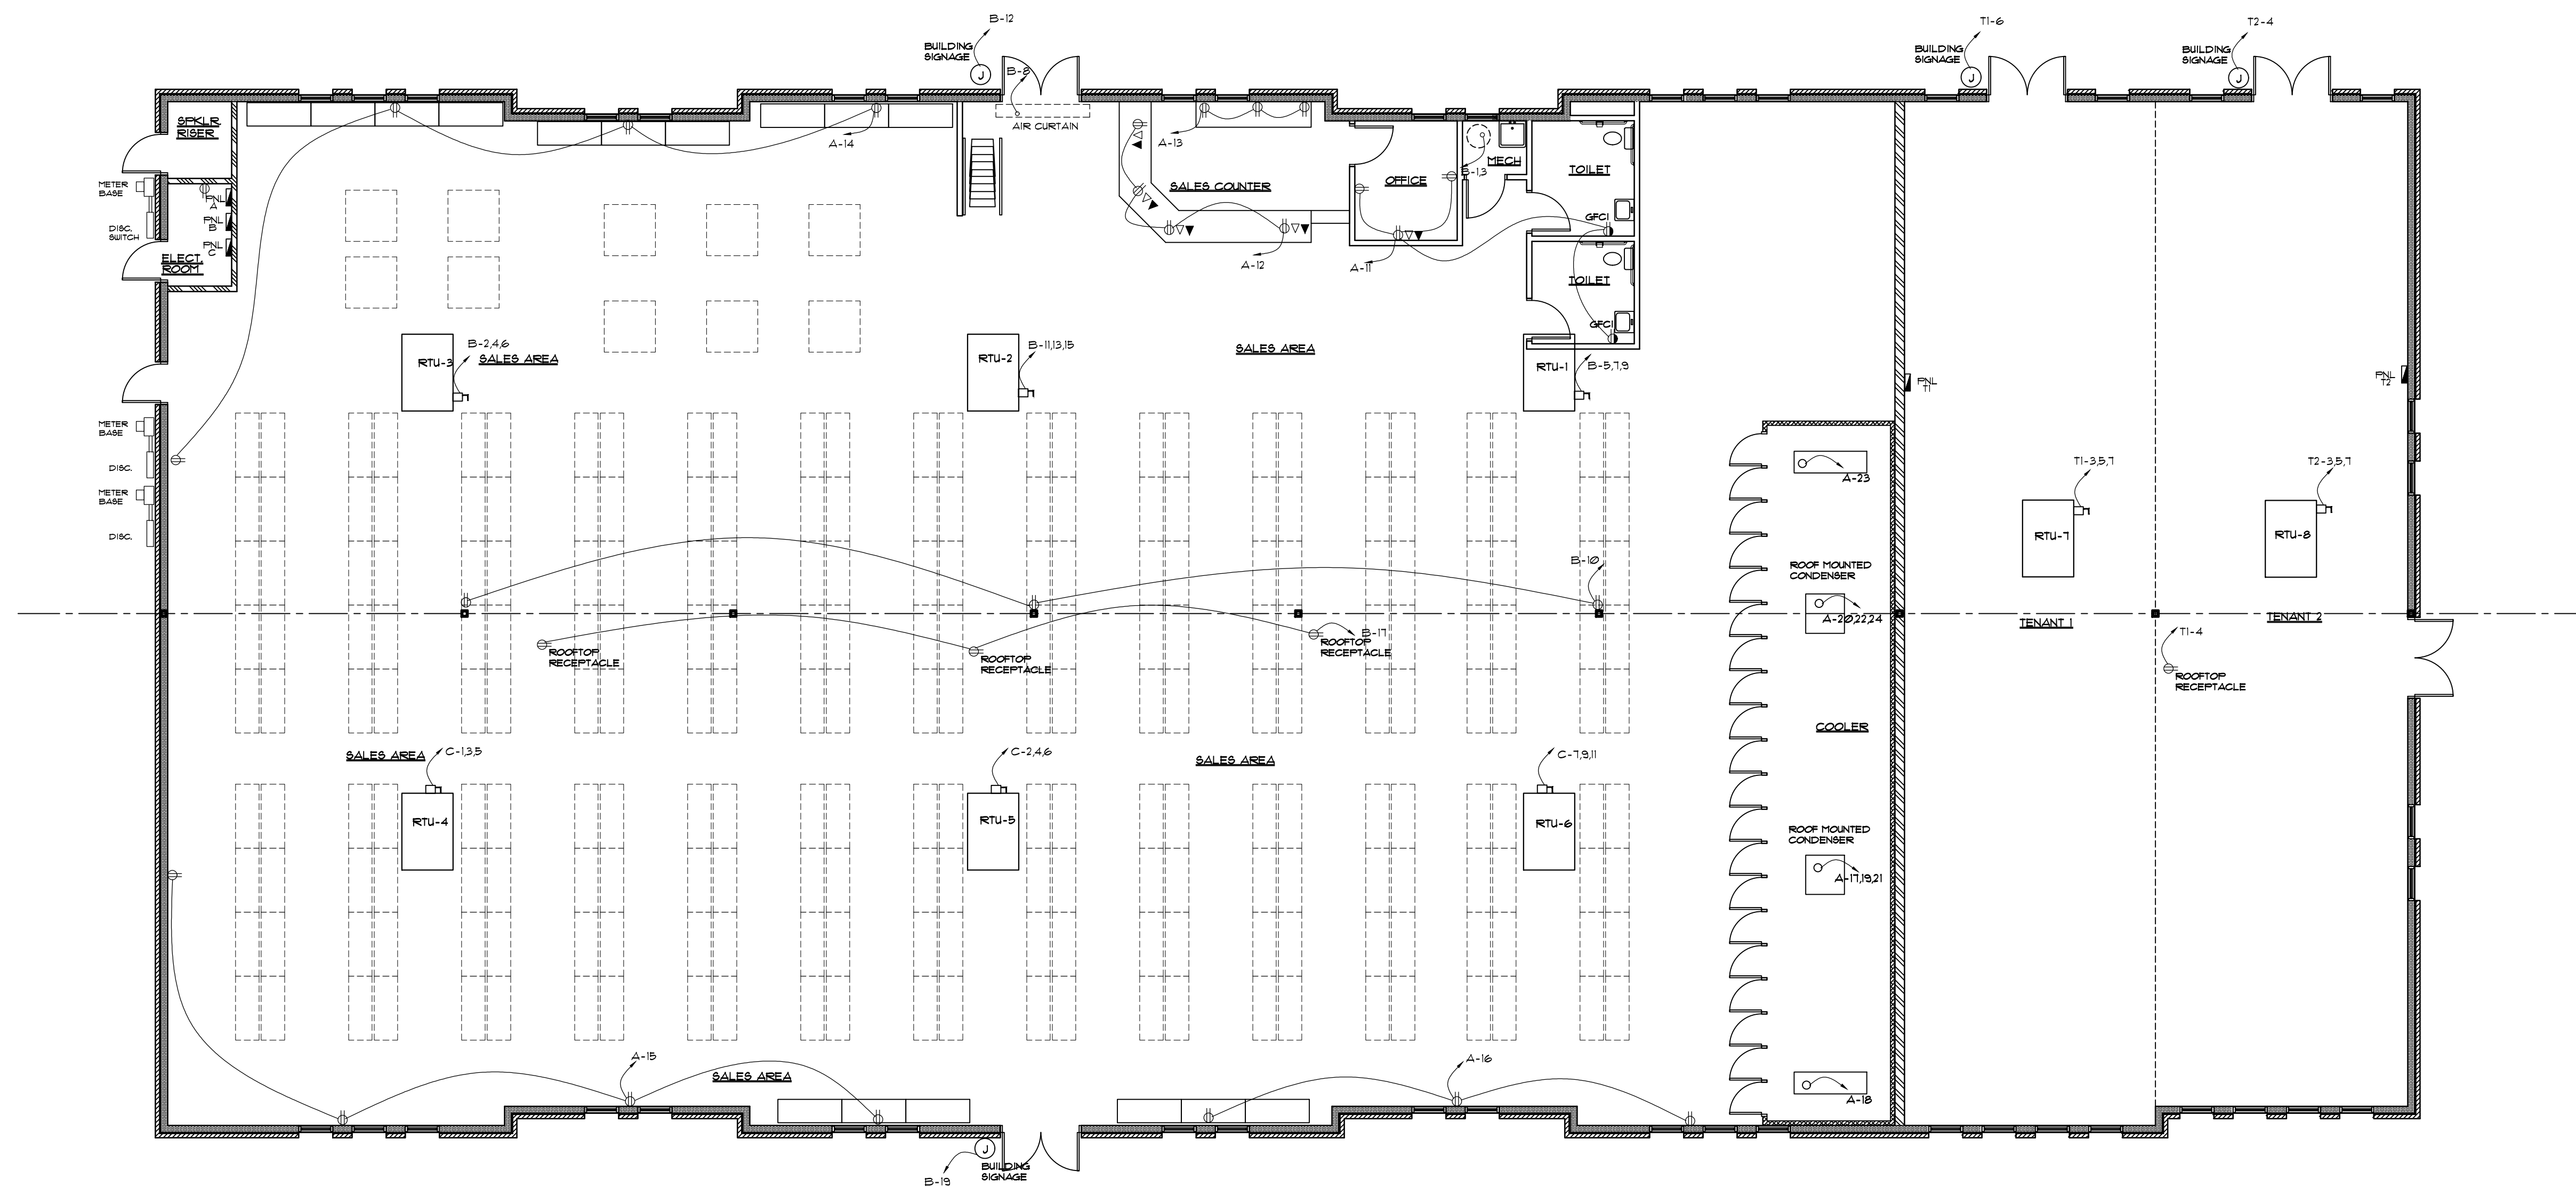 B-12
BUILDING
SIGNAGE
J
B-8
AIR CURTAIN
T1-6
BUILDING
SIGNAGE
J
T2-4
BUILDING
SIGNAGE
J
SPKLR.
RISER
METER
BASE
DISC.
SWITCH
PNL
A
PNL
B
PNL
C
ELECT.
ROOM
A-14
A-13
SALES COUNTER
A-12
OFFICE
A-11
MECH
B-1,3
TOILET
GFCI
TOILET
GFCI
RTU-3
B-2,4,6
SALES AREA
RTU-2
B-11,13,15
SALES AREA
RTU-1
B-5,7,9
PNL
T1
PNL
T2
METER
BASE
DISC.
METER
BASE
DISC.
A-23
T1-3,5,7
RTU-7
T2-3,5,7
RTU-8
B-10
ROOF MOUNTED
CONDENSER
A-20,22,24
TENANT 1
TENANT 2
ROOFTOP
RECEPTACLE
ROOFTOP
RECEPTACLE
B-17
ROOFTOP
RECEPTACLE
T1-4
ROOFTOP
RECEPTACLE
COOLER
SALES AREA
C-1,3,5
RTU-4
C-2,4,6
RTU-5
SALES AREA
C-7,9,11
RTU-6
ROOF MOUNTED
CONDENSER
A-17,19,21
A-15
SALES AREA
A-16
A-18
J
BUILDING
SIGNAGE
B-19